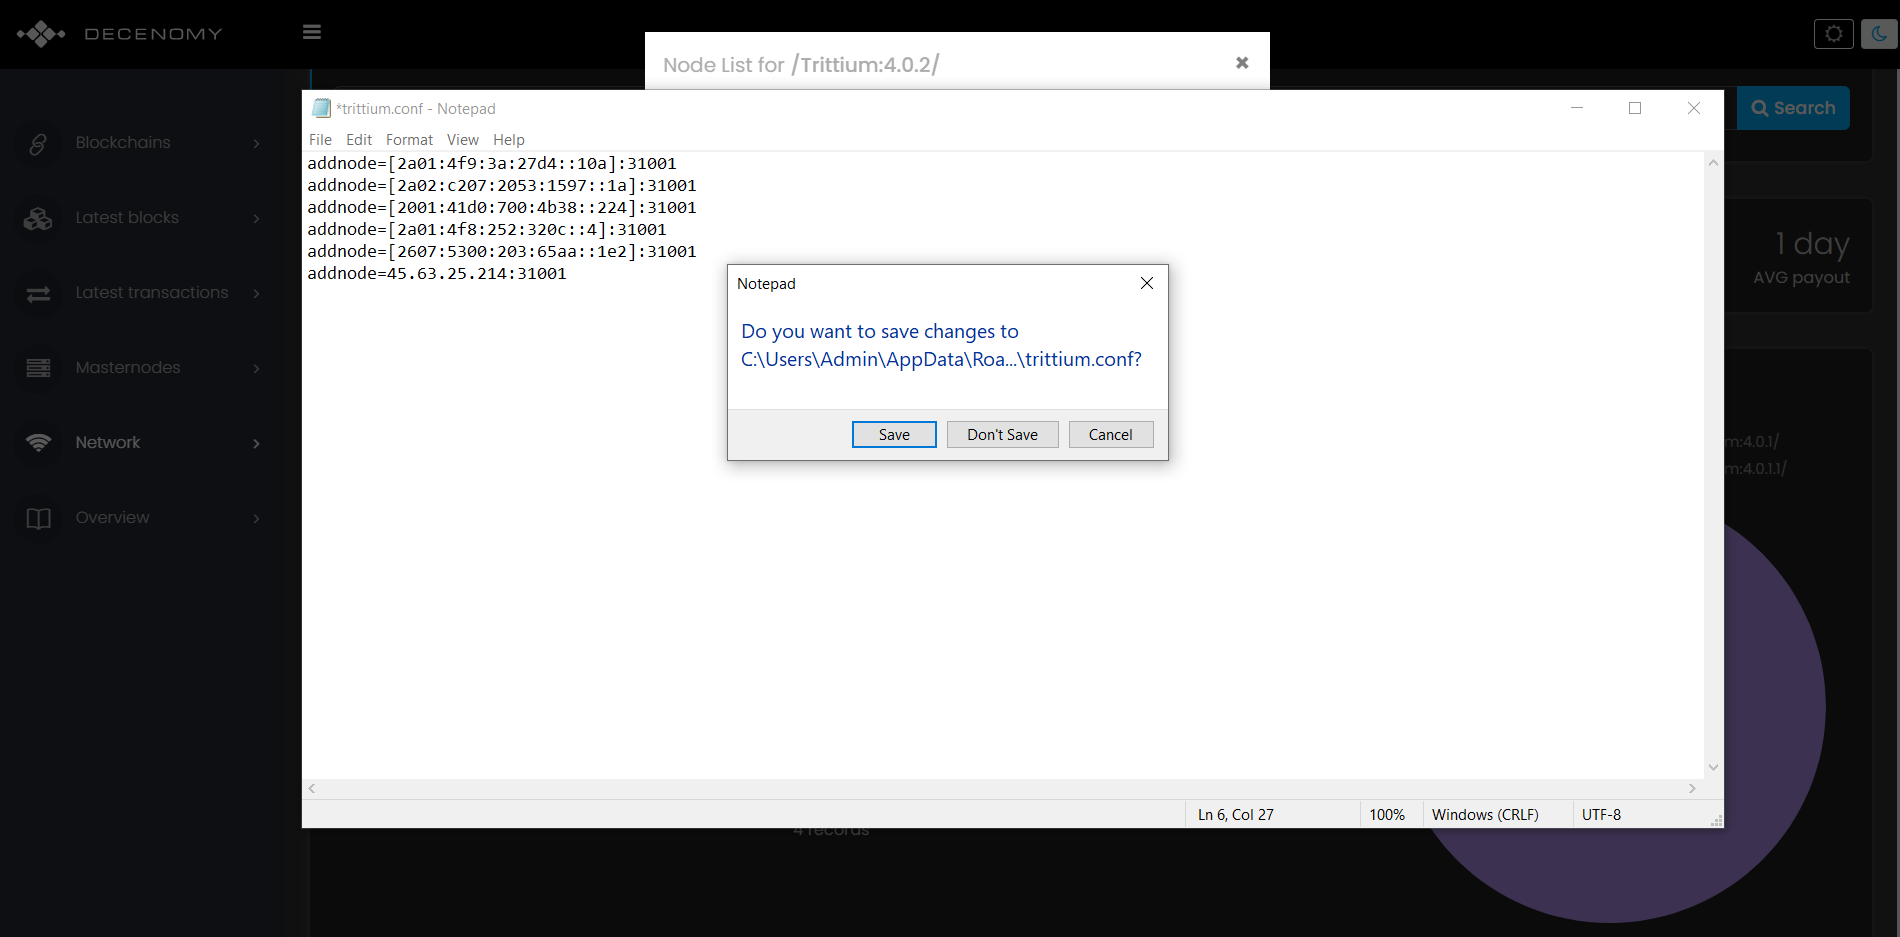 DECENOMY
Node List for /Trittium:4.0.2/
*trittium.conf - Notepad
Search
File Edit Format View Help
addnode=[2a01:4f9:3a:27d4::10a]:31001
addnode=[2a02:c207:2053:1597::1a]:31001
addnode=[2001:41d0:700:4b38::224]:31001
addnode=[2a01:4f8:252:320c::4]:31001
addnode=[2607:5300:203:65aa::1e2]:31001
addnode=45.63.25.214:31001
Blockchains
Latest blocks
Latest transactions
Masternodes
Network
Overview
1 day
AVG payout
Notepad
Do you want to save changes to
C:\Users\Admin\AppData\Roa...\trittium.conf?
Save Don't Save Cancel
m:4.0.1/
m:4.0.1.1/
Ln 6, Col 27 100% Windows (CRLF) UTF-8
4 records